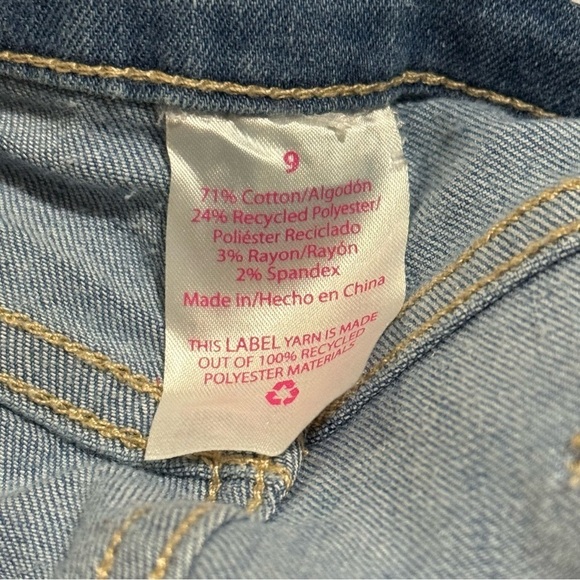 9
71% Cotton/Algodón
24% Recycled Polyester/
Poliéster Reciclado
3% Rayon/Rayón
2% Spandex
Made in/Hecho en China
THIS LABEL YARN IS MADE
OUT OF 100% RECYCLED
POLYESTER MATERIALS